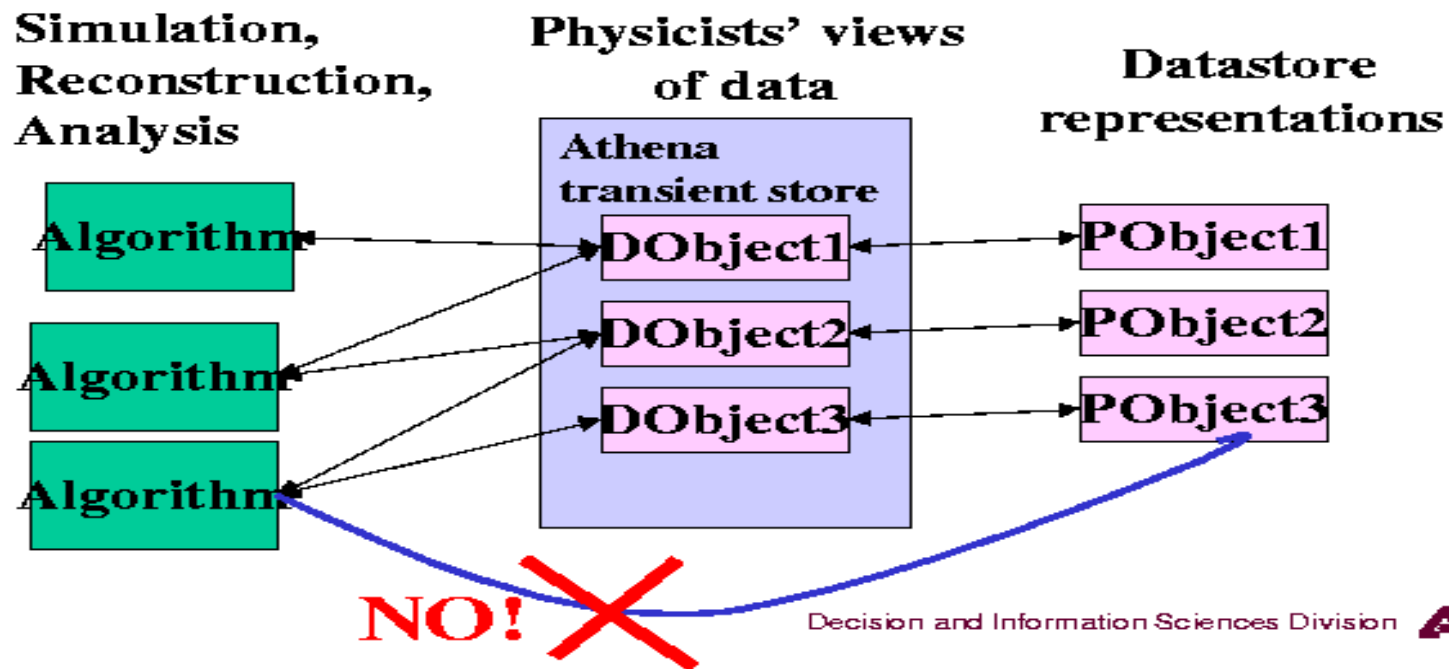 Simulation,
Reconstruction,
Analysis
Physicists' views
of data
Datastore
representations
Athena
transient store
Algorithm
Algorithm
Algorithm
DObject1
DObject2
DObject3
PObject1
PObject2
PObject3
NO!
Decision and Information Sciences Division